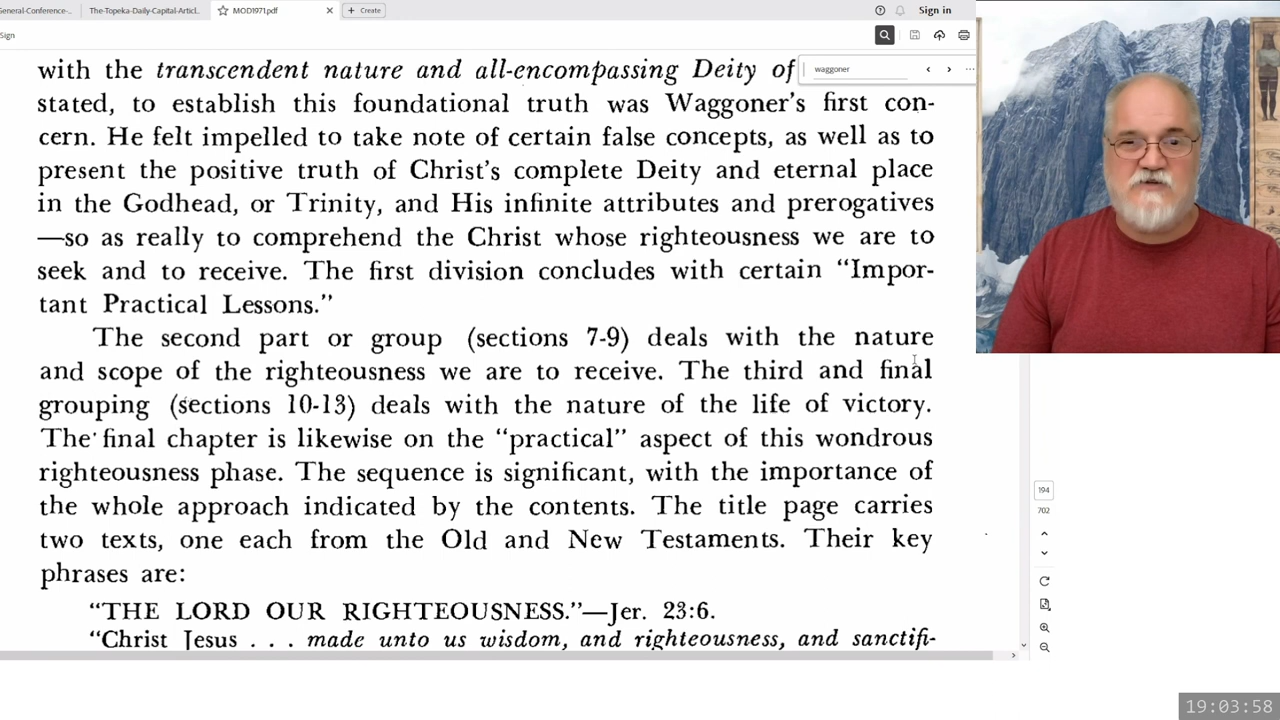 General-Conference-...
The-Topeka-Daily-Capital-Articl...
MOD1971.pdf
Create
Sign in
Sign
waggoner
with the transcendent nature and all-encompassing Deity of
stated, to establish this foundational truth was Waggoner's first con-
cern. He felt impelled to take note of certain false concepts, as well as to
present the positive truth of Christ's complete Deity and eternal place
in the Godhead, or Trinity, and His infinite attributes and prerogatives
—so as really to comprehend the Christ whose righteousness we are to
seek and to receive. The first division concludes with certain "Impor-
tant Practical Lessons."
The second part or group (sections 7-9) deals with the nature
and scope of the righteousness we are to receive. The third and final
grouping (sections 10-13) deals with the nature of the life of victory.
The final chapter is likewise on the "practical" aspect of this wondrous
righteousness phase. The sequence is significant, with the importance of
the whole approach indicated by the contents. The title page carries
two texts, one each from the Old and New Testaments. Their key
phrases are:
"THE LORD OUR RIGHTEOUSNESS."—Jer. 23:6.
"Christ Jesus . . . made unto us wisdom, and righteousness, and sanctifi-
194
702
19:03:58